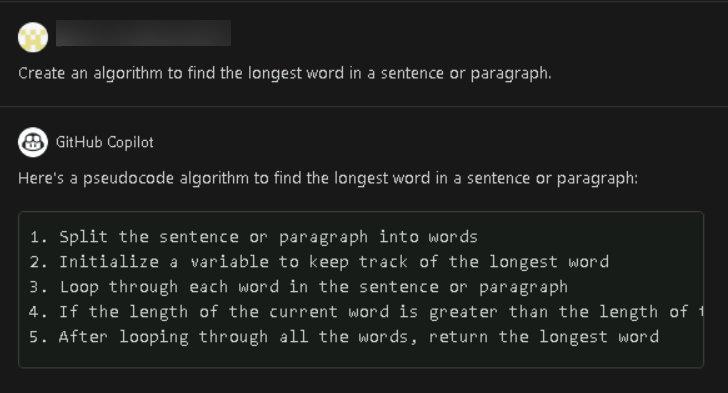 Create an algorithm to find the longest word in a sentence or paragraph.
GitHub Copilot
Here's a pseudocode algorithm to find the longest word in a sentence or paragraph:
1. Split the sentence or paragraph into words
2. Initialize a variable to keep track of the longest word
3. Loop through each word in the sentence or paragraph
4. If the length of the current word is greater than the length of
5. After looping through all the words, return the longest word